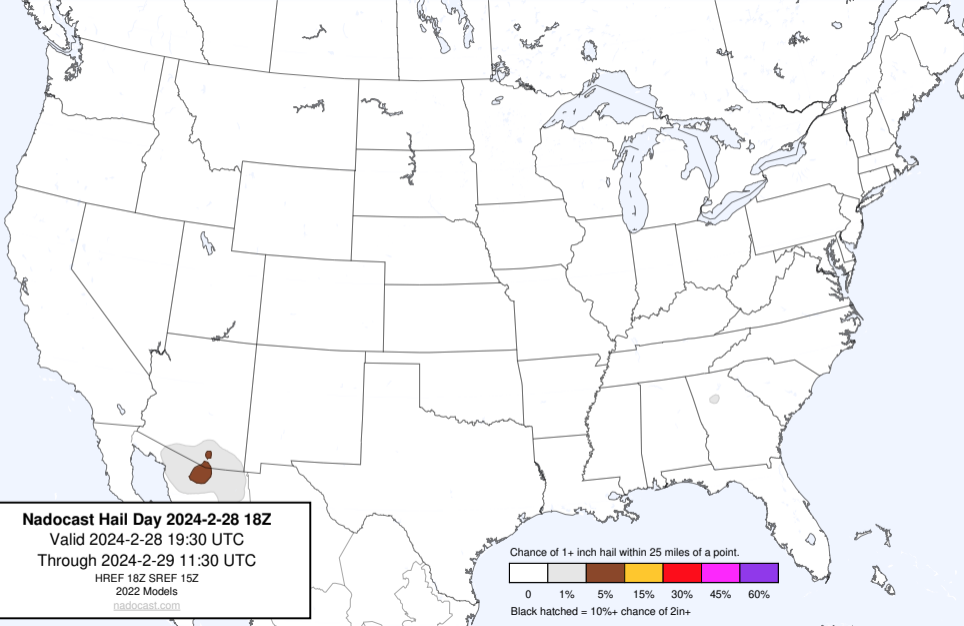 Nadocast Hail Day 2024-2-28 18Z
Valid 2024-2-28 19:30 UTC
Through 2024-2-29 11:30 UTC
HREF 18Z SREF 15Z
2022 Models
nadocast.com
Chance of 1+ inch hail within 25 miles of a point.
0 1% 5% 15% 30% 45% 60%
Black hatched = 10%+ chance of 2in+